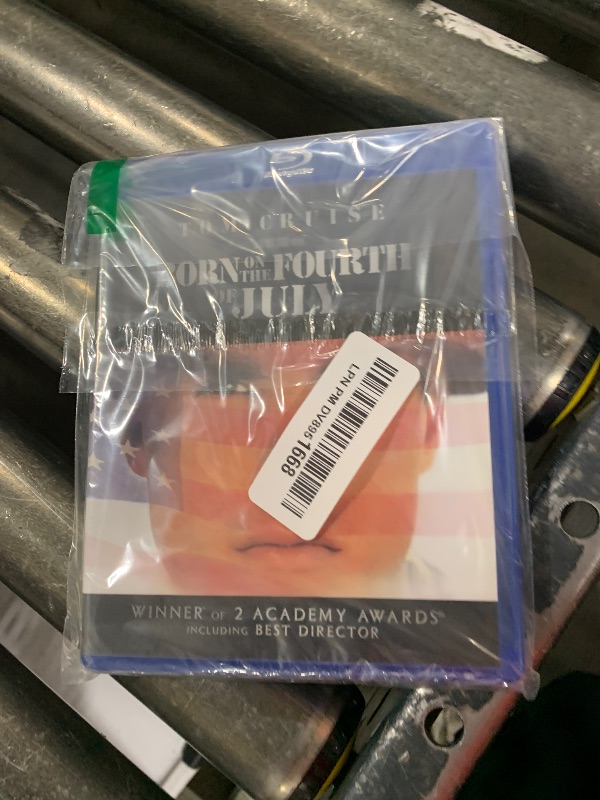 TOM CRUISE
BORN ON THE FOURTH
OF JULY
LPN PM DV895 1668
WINNER OF 2 ACADEMY AWARDS
INCLUDING BEST DIRECTOR